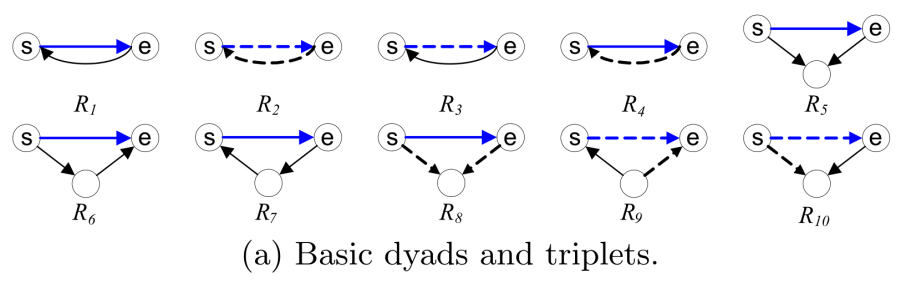 s e s e s e s e s e
R1 R2 R3 R4 R5
s e s e s e s e s e
R6 R7 R8 R9 R10
(a) Basic dyads and triplets.